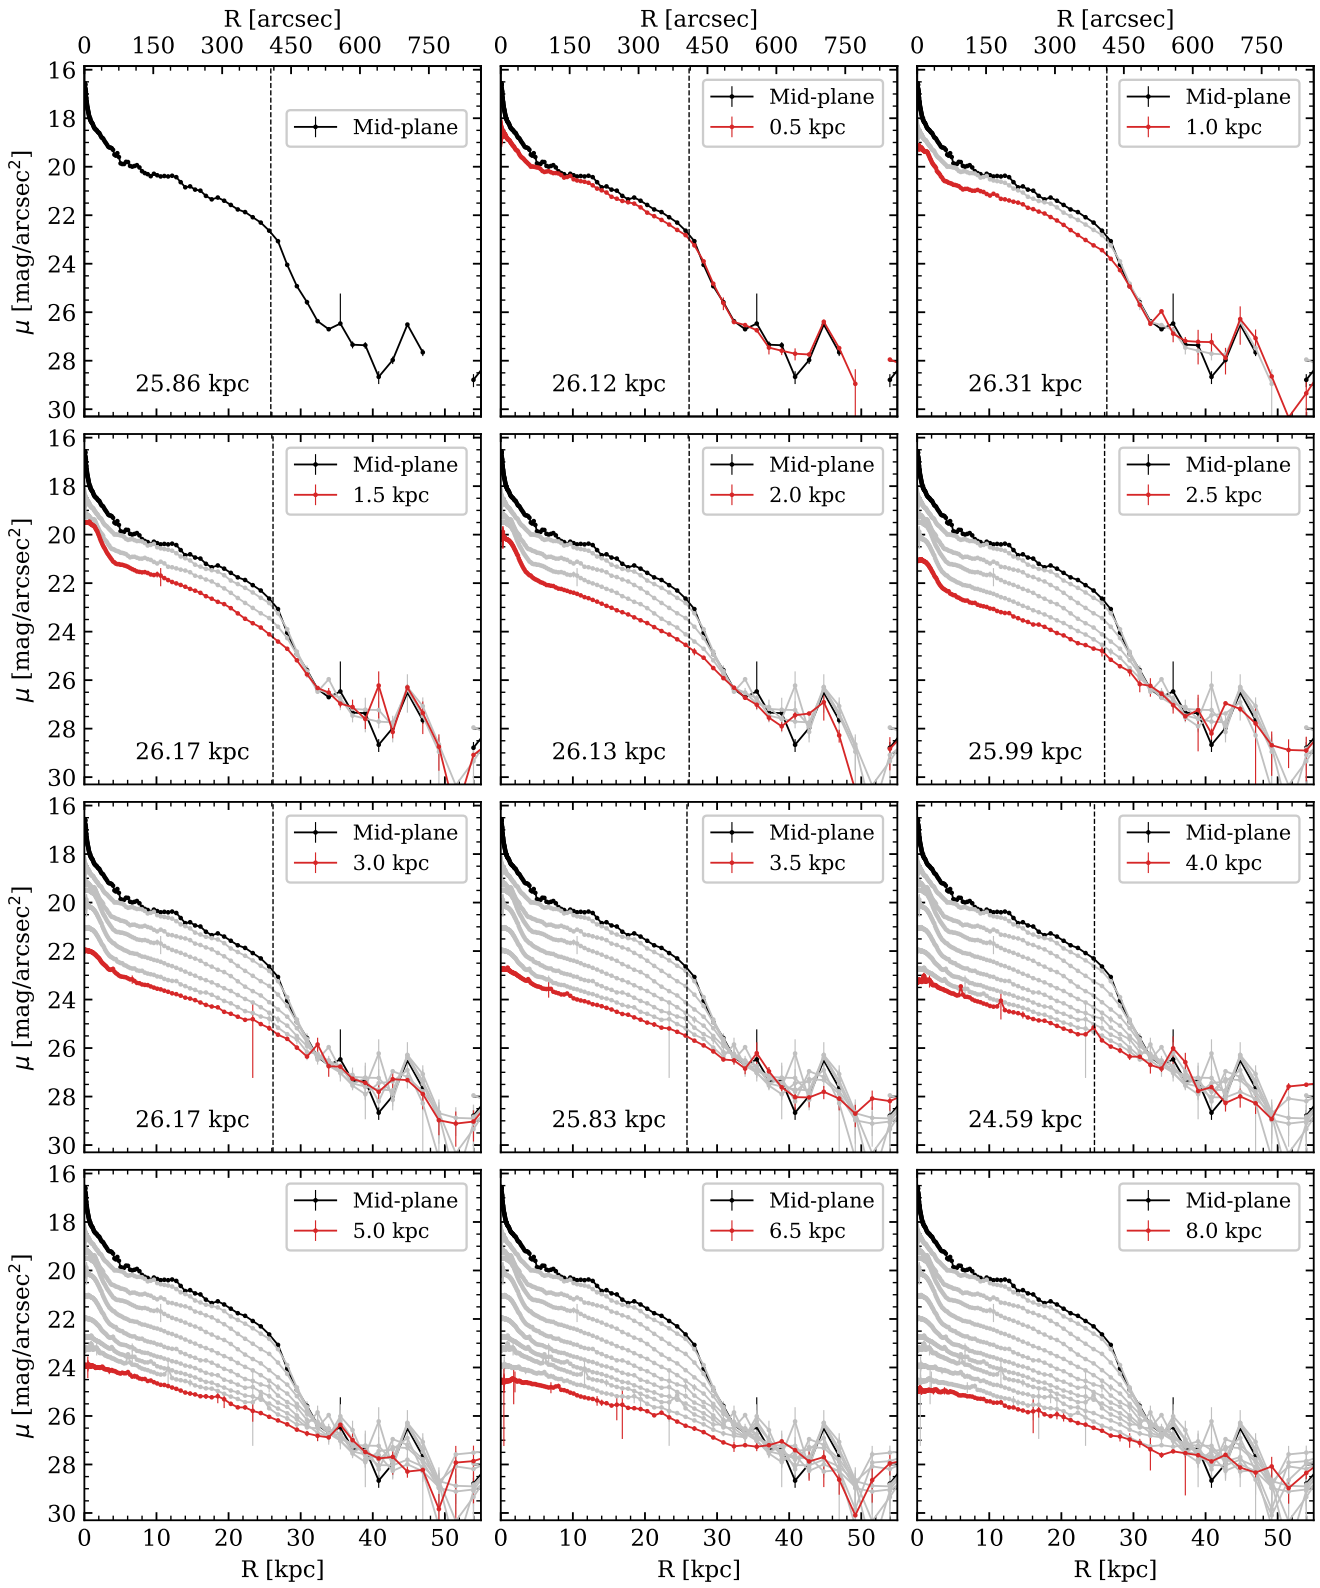 R [arcsec] R [arcsec] R [arcsec]
0 150 300 450 600 750 0 150 300 450 600 750 0 150 300 450 600 750
16
18
20
22
24
26
28
30
μ [mag/arcsec²]
Mid-plane
25.86 kpc
Mid-plane
0.5 kpc
26.12 kpc
Mid-plane
1.0 kpc
26.31 kpc
16
18
20
22
24
26
28
30
μ [mag/arcsec²]
Mid-plane
1.5 kpc
26.17 kpc
Mid-plane
2.0 kpc
26.13 kpc
Mid-plane
2.5 kpc
25.99 kpc
16
18
20
22
24
26
28
30
μ [mag/arcsec²]
Mid-plane
3.0 kpc
26.17 kpc
Mid-plane
3.5 kpc
25.83 kpc
Mid-plane
4.0 kpc
24.59 kpc
16
18
20
22
24
26
28
30
μ [mag/arcsec²]
Mid-plane
5.0 kpc
Mid-plane
6.5 kpc
Mid-plane
8.0 kpc
0 10 20 30 40 50 0 10 20 30 40 50 0 10 20 30 40 50
R [kpc] R [kpc] R [kpc]